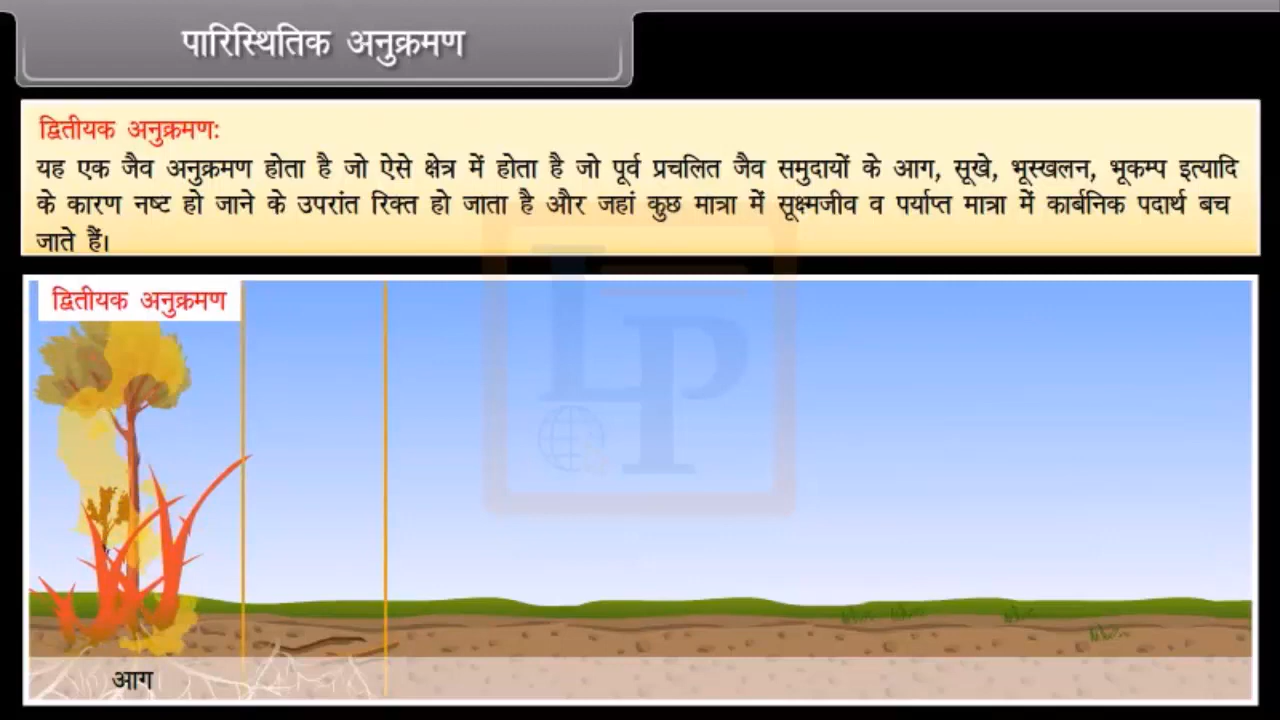 पारिस्थितिक अनुक्रमण
द्वितीयक अनुक्रमण:
यह एक जैव अनुक्रमण होता है जो ऐसे क्षेत्र में होता है जो पूर्व प्रचलित जैव समुदायों के आग, सूखे, भूस्खलन, भूकम्प इत्यादि
के कारण नष्ट हो जाने के उपरांत रिक्त हो जाता है और जहां कुछ मात्रा में सूक्ष्मजीव व पर्याप्त मात्रा में कार्बनिक पदार्थ बच
जाते हैं।
द्वितीयक अनुक्रमण
LP
आग